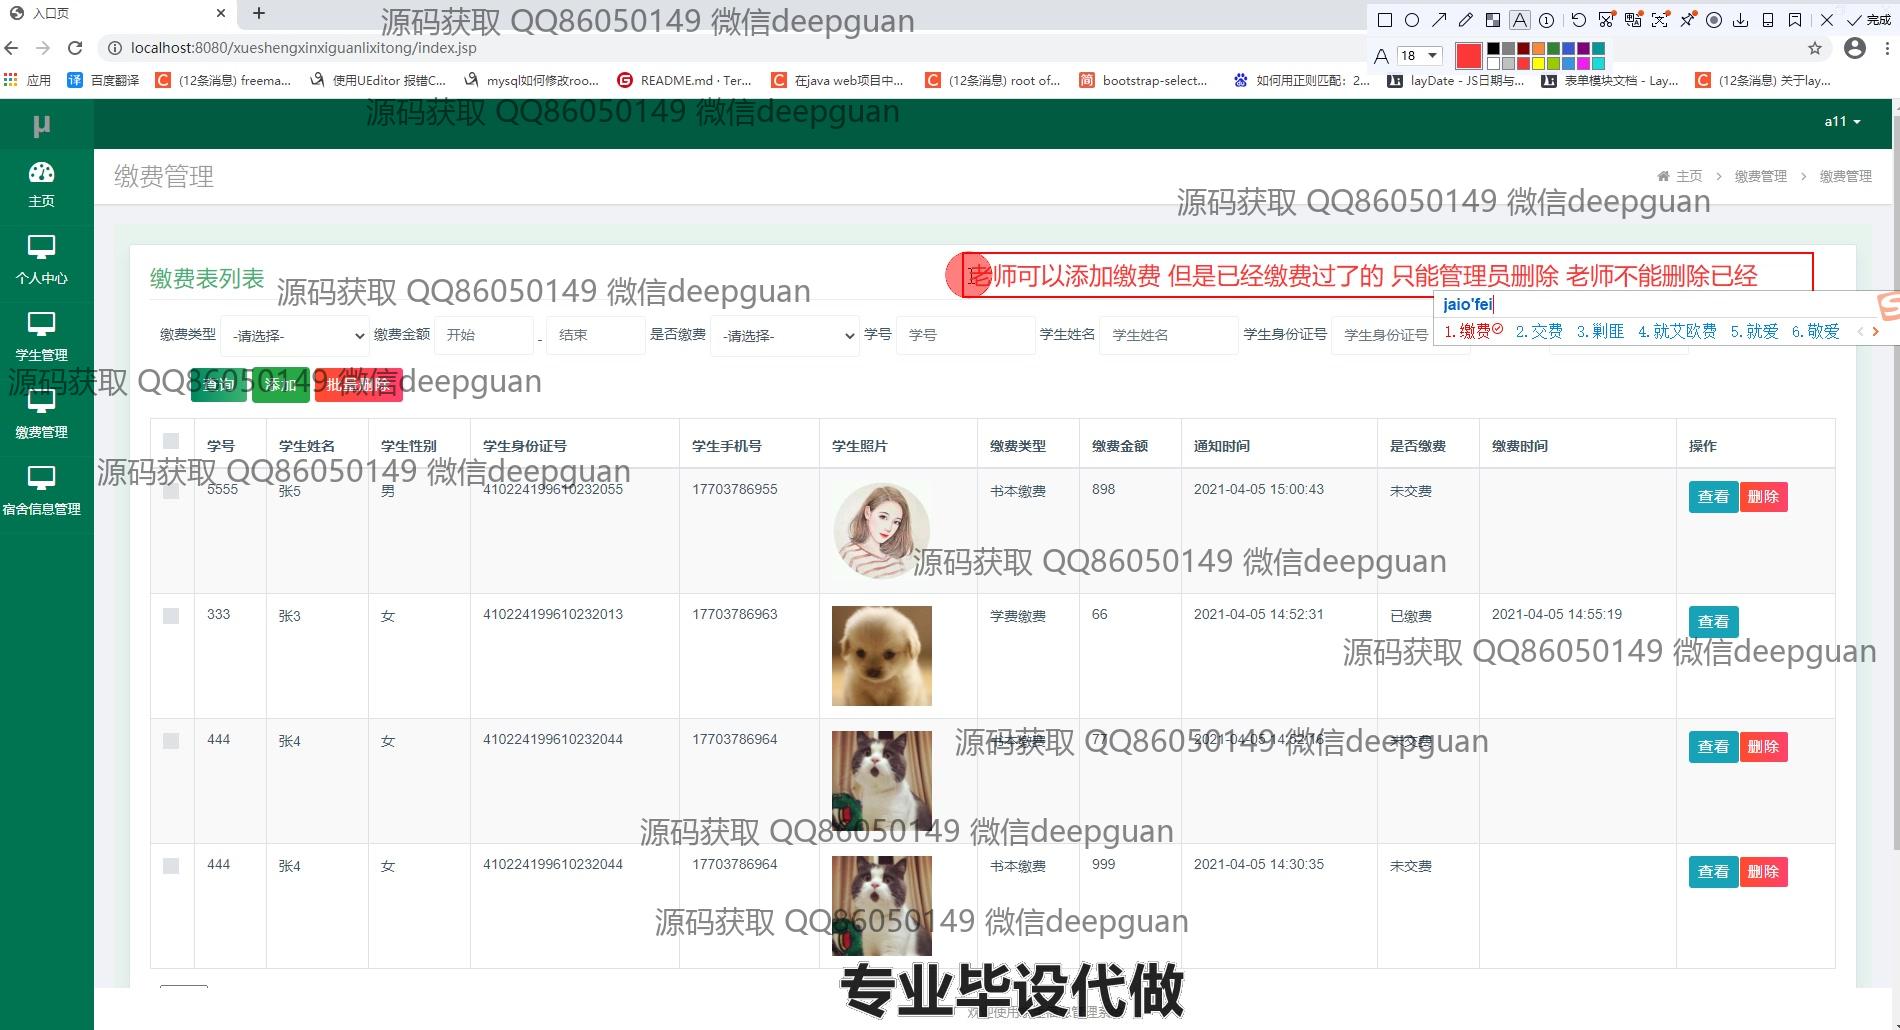 入口页
源码获取 QQ86050149 微信deepguan
完成
localhost:8080/xueshengxinxiguanlixitong/index.jsp
A 18
应用 百度翻译 (12条消息) freema... 使用UEditor 报错C... mysql如何修改roo... README.md · Ter... 在java web项目中... (12条消息) root of... bootstrap-select... 如何用正则匹配：2... layDate - JS日期与... 表单模块文档 - Lay... (12条消息) 关于lay...
源码获取 QQ86050149 微信deepguan
μ
a11
缴费管理
主页 > 缴费管理 > 缴费管理
源码获取 QQ86050149 微信deepguan
主页
个人中心
学生管理
缴费管理
宿舍信息管理
缴费表列表
源码获取 QQ86050149 微信deepguan
老师可以添加缴费 但是已经缴费过了的 只能管理员删除 老师不能删除已经
jaio'fei
1.缴费 2.交费 3.剿匪 4.就艾欧费 5.就爱 6.敬爱
缴费类型 -请选择- 缴费金额 开始 - 结束 是否缴费 -请选择- 学号 学号 学生姓名 学生姓名 学生身份证号 学生身份证号
查询 添加 批量删除
源码获取 QQ86050149 微信deepguan
学号 学生姓名 学生性别 学生身份证号 学生手机号 学生照片 缴费类型 缴费金额 通知时间 是否缴费 缴费时间 操作
源码获取 QQ86050149 微信deepguan
5555 张5 男 410224199610232055 17703786955 书本缴费 898 2021-04-05 15:00:43 未交费 查看 删除
源码获取 QQ86050149 微信deepguan
333 张3 女 410224199610232013 17703786963 学费缴费 66 2021-04-05 14:52:31 已缴费 2021-04-05 14:55:19 查看
源码获取 QQ86050149 微信deepguan
444 张4 女 410224199610232044 17703786964 书本缴费 77 2021-04-05 14:52:16 未交费 查看 删除
源码获取 QQ86050149 微信deepguan
源码获取 QQ86050149 微信deepguan
444 张4 女 410224199610232044 17703786964 书本缴费 999 2021-04-05 14:30:35 未交费 查看 删除
源码获取 QQ86050149 微信deepguan
专业毕设代做